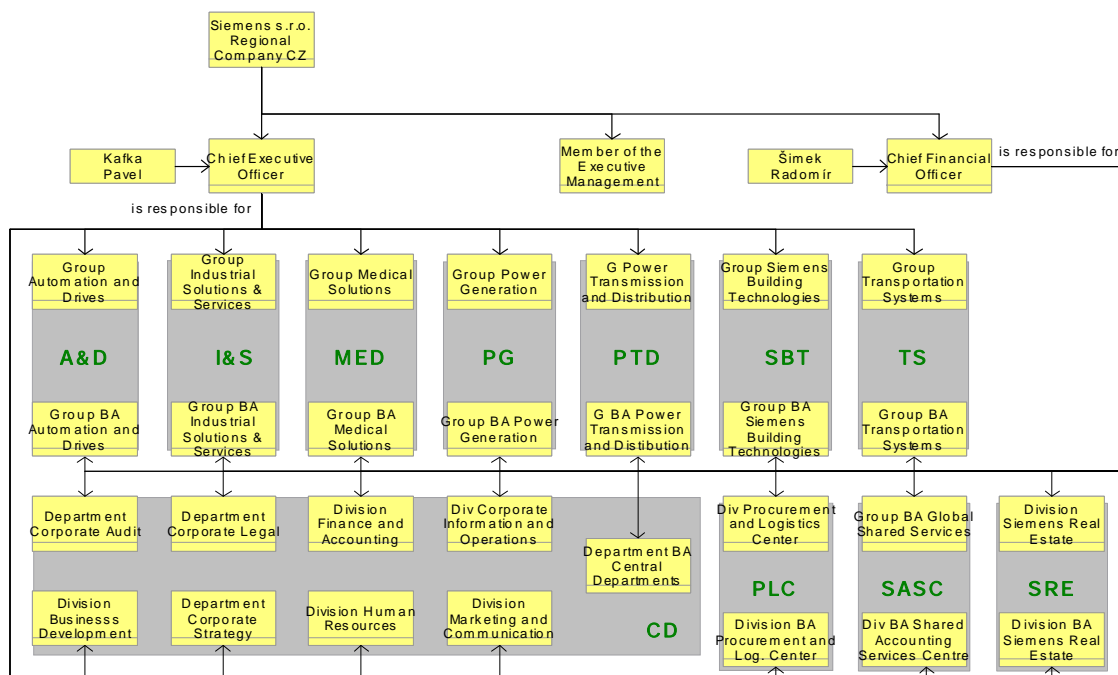 Siemens s.r.o.
Regional
Company CZ
Kafka
Pavel
Chief Executive
Officer
Member of the
Executive
Management
Šimek
Radomír
Chief Financial
Officer
is responsible for
is responsible for
Group
Automation and
Drives
Group
Industrial
Solutions &
Services
Group Medical
Solutions
Group Power
Generation
G Power
Transmission
and Distribution
Group Siemens
Building
Technologies
Group
Transportation
Systems
A&D
I&S
MED
PG
PTD
SBT
TS
Group BA
Automation and
Drives
Group BA
Industrial
Solutions &
Services
Group BA
Medical
Solutions
Group BA Power
Generation
G BA Power
Transmission
and Distibution
Group BA
Siemens
Building
Technologies
Group BA
Transportation
Systems
Department
Corporate Audit
Department
Corporate Legal
Division
Finance and
Accounting
Div Corporate
Information and
Operations
Department BA
Central
Departments
Div Procurement
and Logistics
Center
Group BA Global
Shared Services
Division
Siemens Real
Estate
PLC
SASC
SRE
Division
Businesss
Development
Department
Corporate
Strategy
Division Human
Resources
Division
Marketing and
Communication
CD
Division BA
Procurement and
Log. Center
Div BA Shared
Accounting
Services Centre
Division BA
Siemens Real
Estate